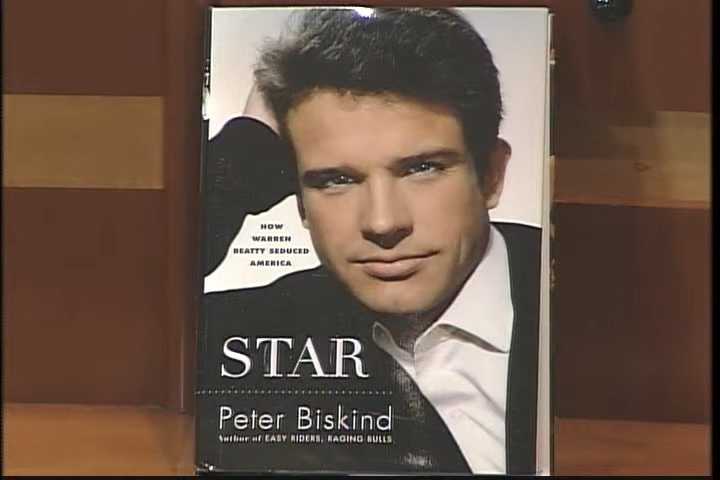 HOW
WARREN
BEATTY SEDUCED
AMERICA
STAR
Peter Biskind
Author of EASY RIDERS, RAGING BULLS